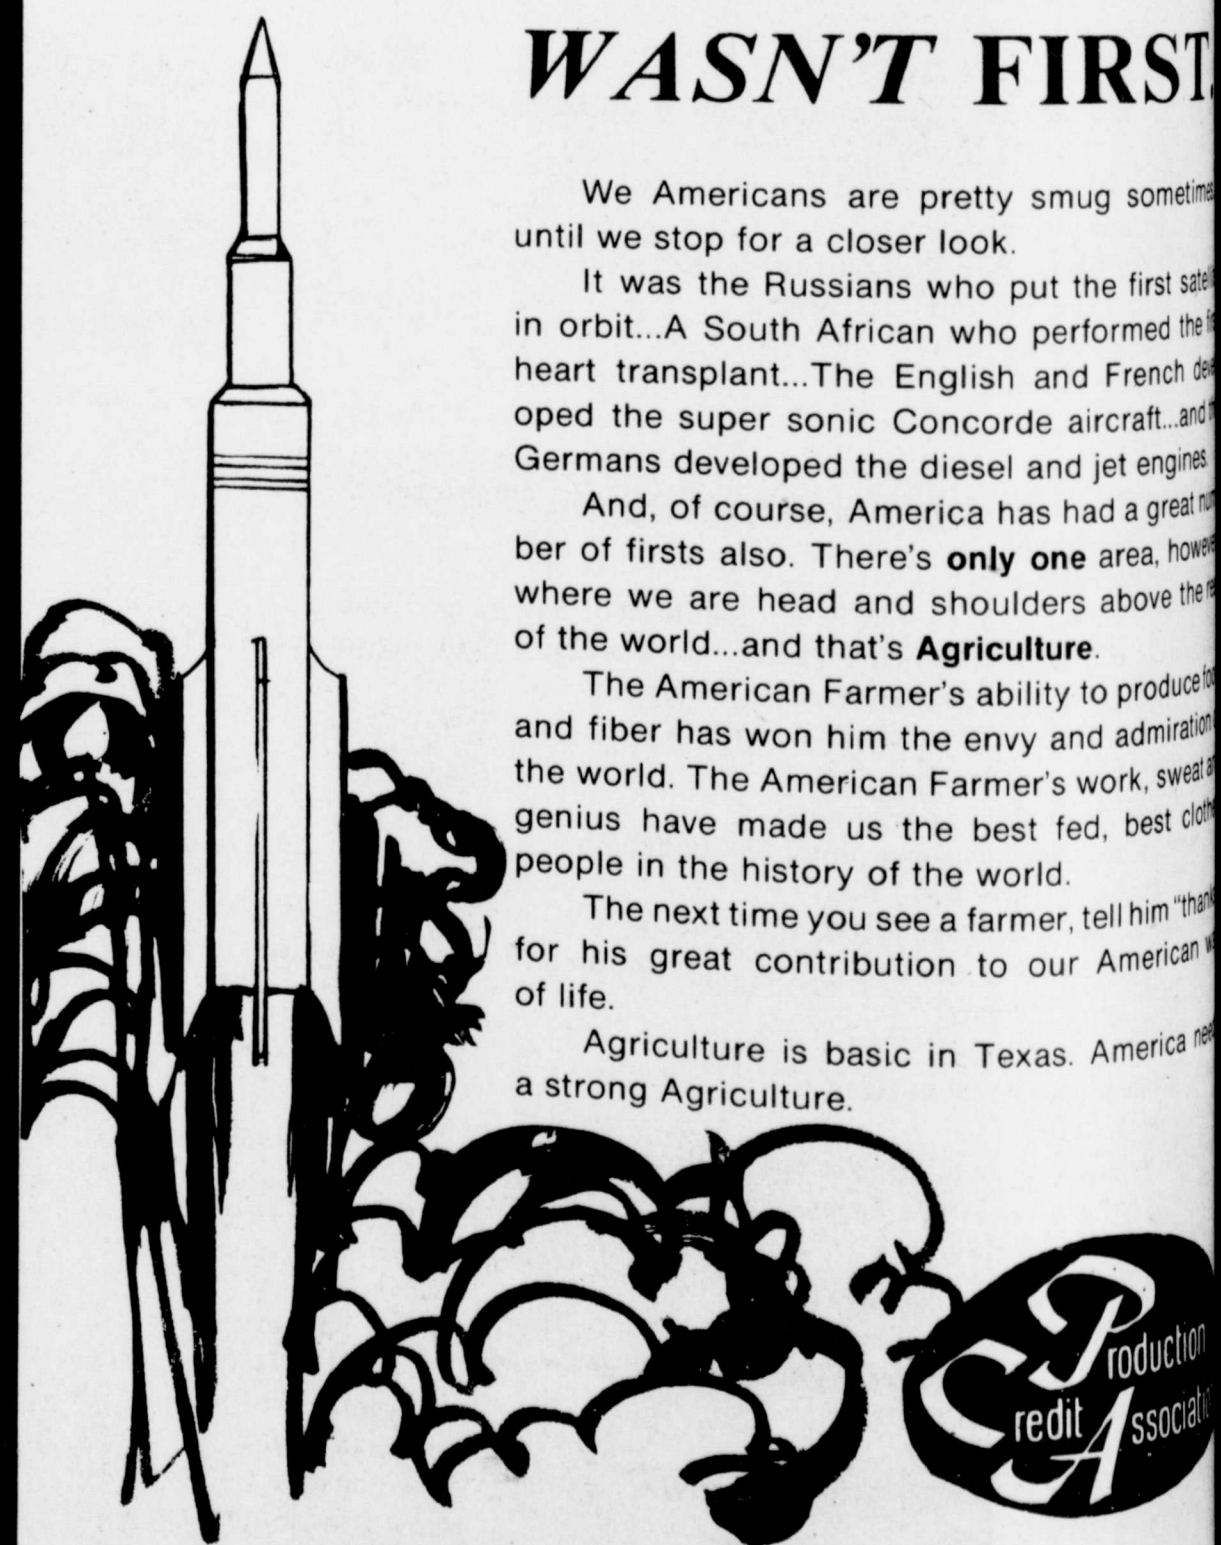 WASN'T FIRST.
We Americans are pretty smug sometimes
until we stop for a closer look.
It was the Russians who put the first
in orbit...A South African who performed the
heart transplant...The English and French
oped the super sonic Concorde aircraft...and
Germans developed the diesel and jet engines.
And, of course, America has had a great num
ber of firsts also. There's only one area,
where we are head and shoulders above the
of the world...and that's Agriculture.
The American Farmer's ability to produce
and fiber has won him the envy and admiration
the world. The American Farmer's work, sweat
genius have made us the best fed, best
people in the history of the world.
The next time you see a farmer, tell him
for his great contribution to our American
of life.
Agriculture is basic in Texas. America
a strong Agriculture.
Production
Credit Association